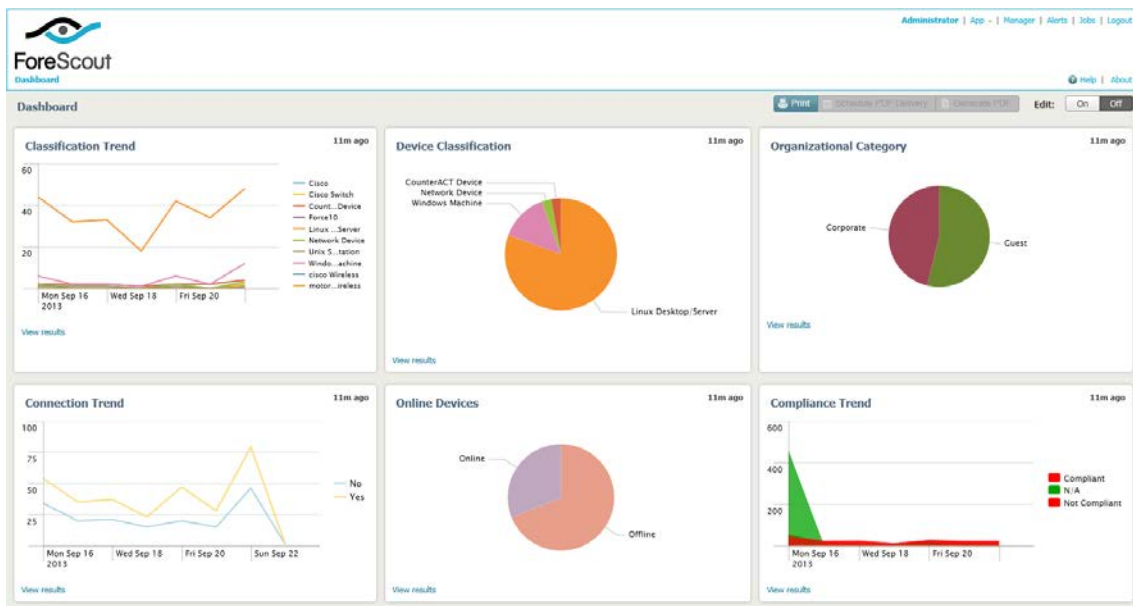 Administrator | App | Manager | Alerts | Jobs | Logout
ForeScout
Dashboard
Help | About
Dashboard
Print
Schedule PDF Delivery
Generate PDF
Edit:
On
Off
Classification Trend
11m ago
60
40
20
Mon Sep 16
2013
Wed Sep 18
Fri Sep 20
Cisco
Cisco Switch
Count...Device
Force10
Linux ...Server
Network Device
Unix S...tation
Windo...achine
cisco Wireless
motor...ireless
View results
Device Classification
11m ago
CounterACT Device
Network Device
Windows Machine
Linux Desktop/Server
View results
Organizational Category
11m ago
Corporate
Guest
View results
Connection Trend
11m ago
100
75
50
25
Mon Sep 16
2013
Wed Sep 18
Fri Sep 20
Sun Sep 22
No
Yes
View results
Online Devices
11m ago
Online
Offline
View results
Compliance Trend
11m ago
600
400
200
Mon Sep 16
2013
Wed Sep 18
Fri Sep 20
Compliant
N/A
Not Compliant
View results